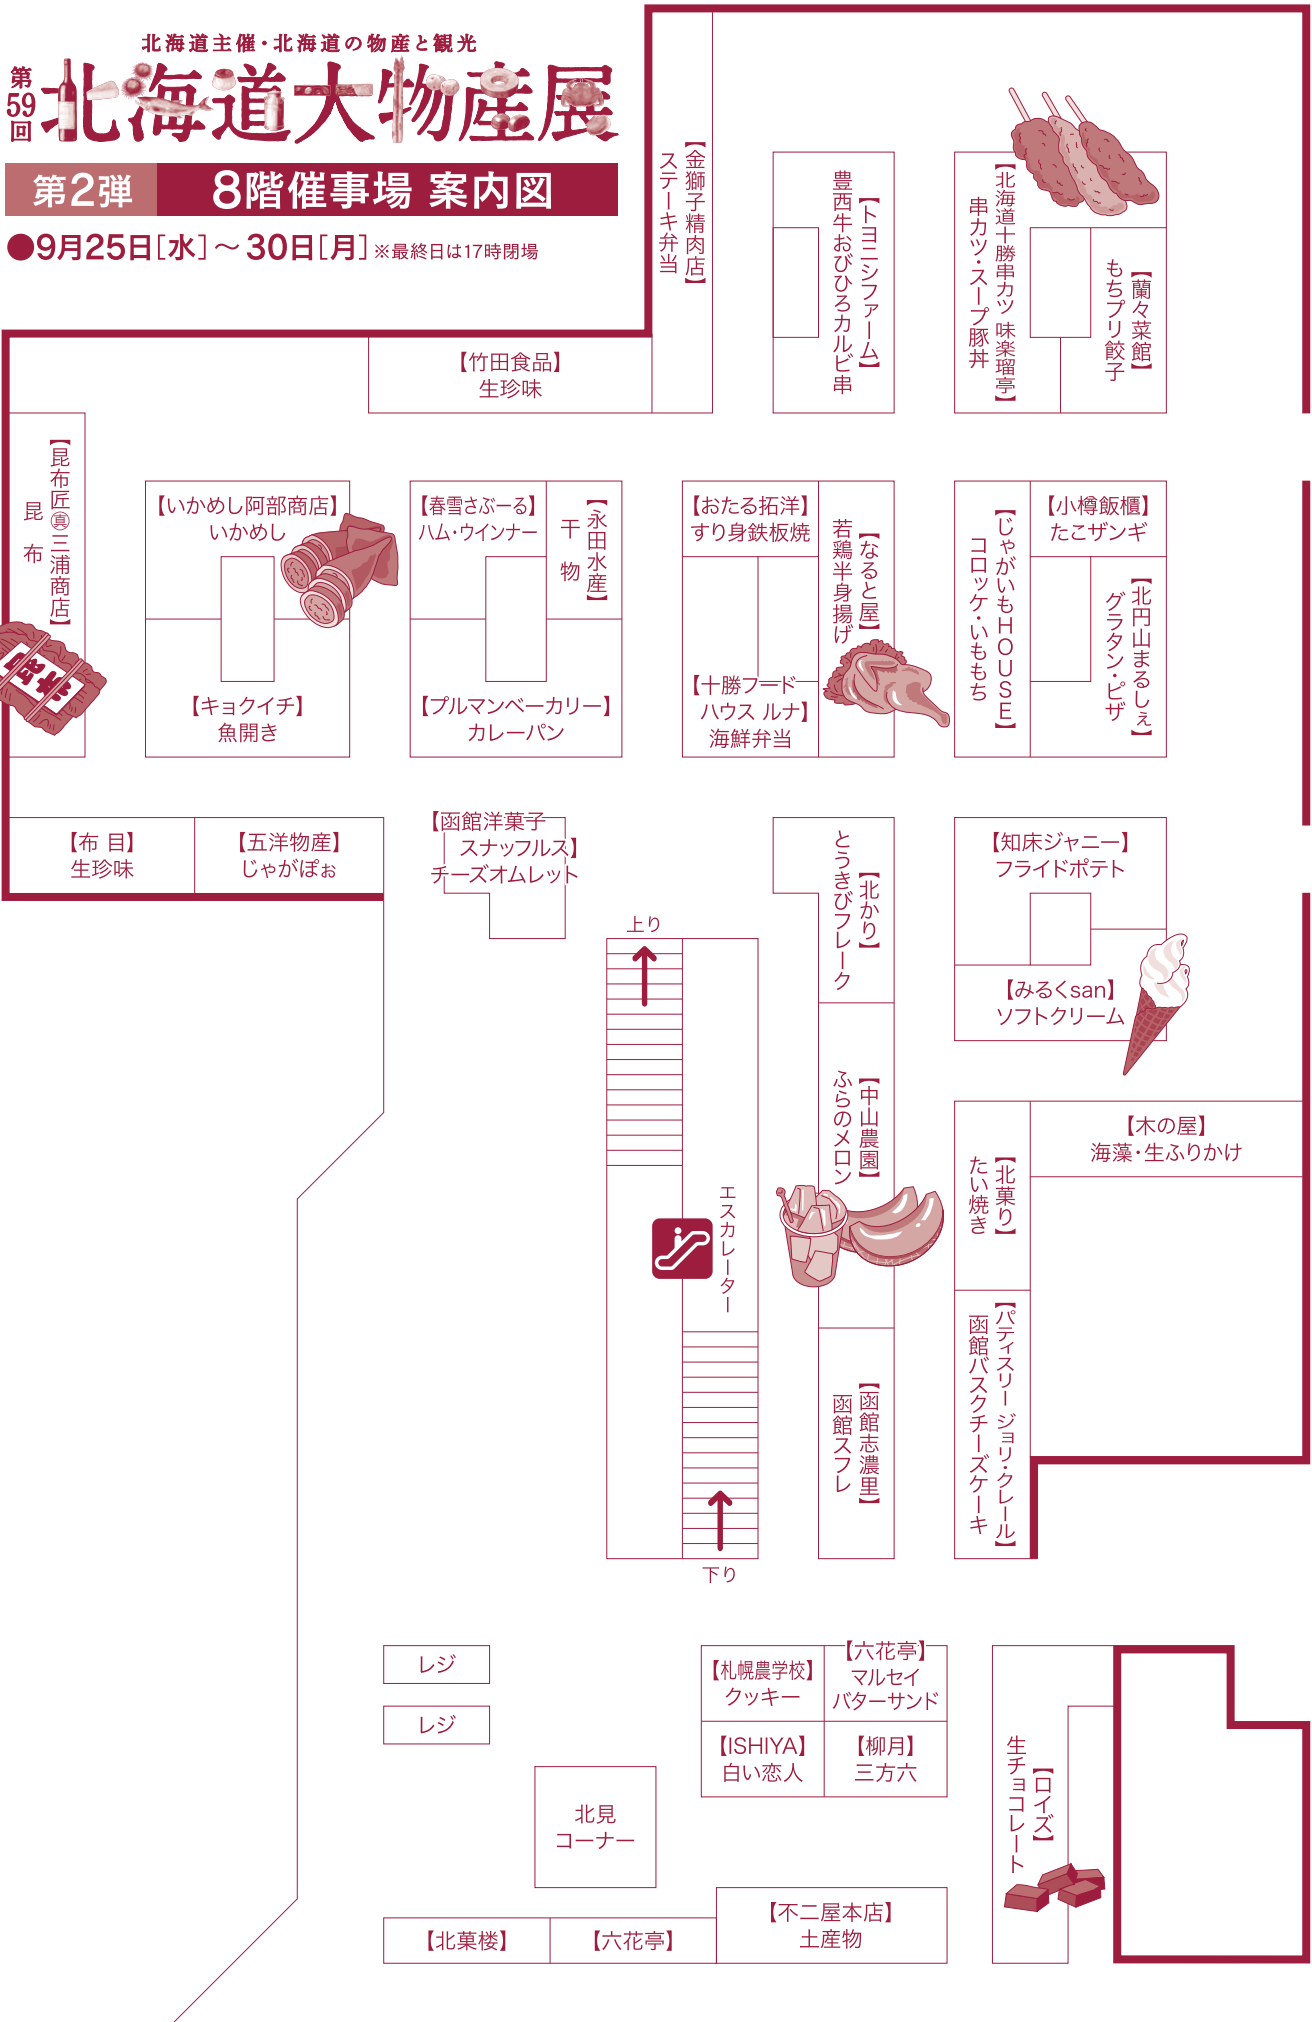 北海道主催・北海道の物産と観光
第59回
北海道大物産展
第2弾
8階催事場 案内図
●9月25日[水]～30日[月]※最終日は17時閉場
【金獅子精肉店】
ステーキ弁当
【トヨニシファーム】
豊西牛おびひろカルビ串
【北海道十勝串カツ 味楽瑠亭】
串カツ・スープ豚丼
【蘭々菜館】
もちプリ餃子
【竹田食品】
生珍味
【昆布匠㊩三浦商店】
昆布
【いかめし阿部商店】
いかめし
【春雪さぶーる】
ハム・ウインナー
【永田水産】
干物
【おたる拓洋】
すり身鉄板焼
【なると屋】
若鶏半身揚げ
【じゃがいもHOUSE】
コロッケ・いももち
【小樽飯櫃】
たこザンギ
【北円山まるしぇ】
グラタン・ピザ
【キョクイチ】
魚開き
【プルマンベーカリー】
カレーパン
【十勝フード
ハウス ルナ】
海鮮弁当
【布目】
生珍味
【五洋物産】
じゃがぽぉ
【函館洋菓子
スナッフルス】
チーズオムレット
【北かり】
とうきびフレーク
【知床ジャニー】
フライドポテト
【みるくsan】
ソフトクリーム
上り
エスカレーター
下り
【中山農園】
ふらのメロン
【木の屋】
海藻・生ふりかけ
【北菓り】
たい焼き
【函館志濃里】
函館スフレ
【パティスリー ジョリ・クレール】
函館バスクチーズケーキ
レジ
レジ
【札幌農学校】
クッキー
【六花亭】
マルセイ
バターサンド
【ISHIYA】
白い恋人
【柳月】
三方六
【ロイズ】
生チョコレート
北見
コーナー
【北菓楼】
【六花亭】
【不二屋本店】
土産物